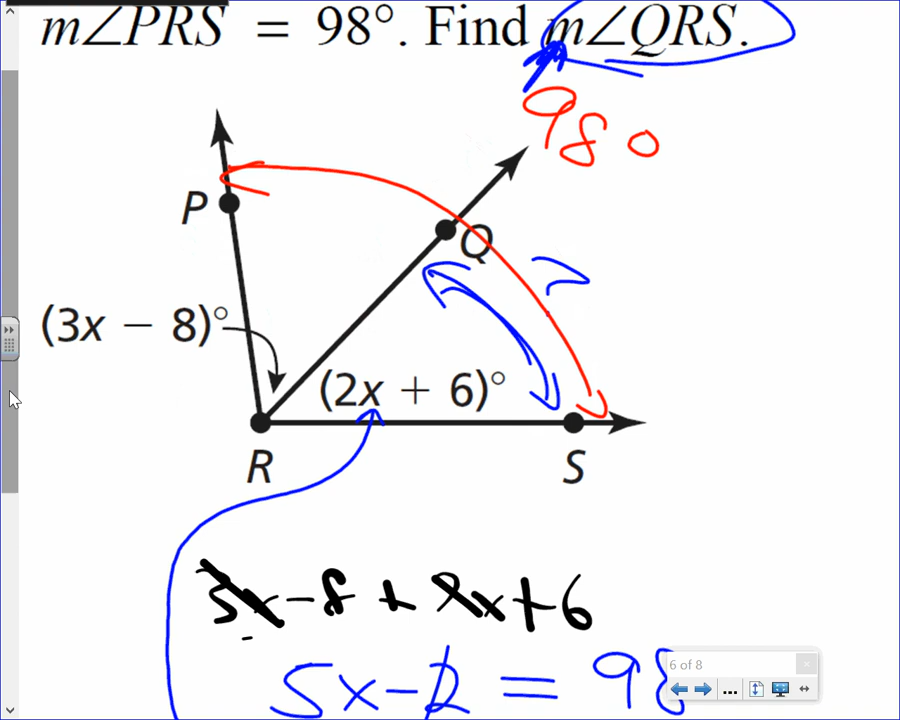 m∠PRS = 98°. Find m∠QRS.
98°
P
Q
?
(3x − 8)°
(2x + 6)°
R
S
3x - 8 + 2x + 6
5x - 2 = 98
6 of 8